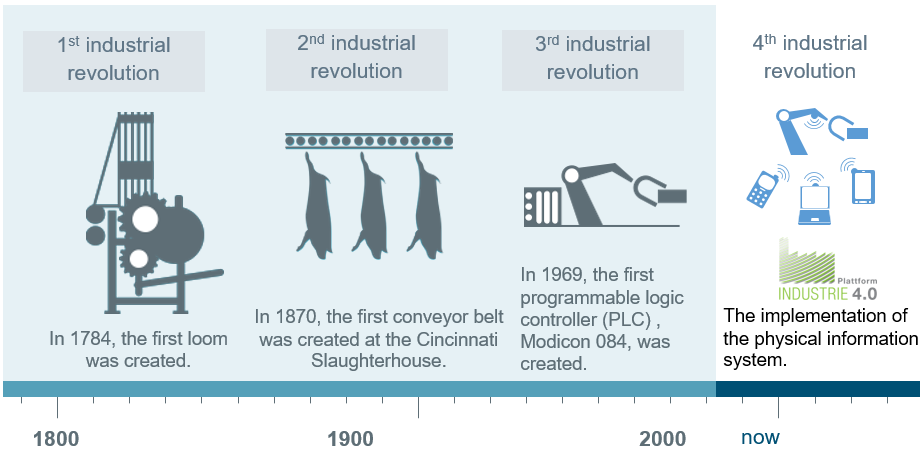 1st industrial
revolution
2nd industrial
revolution
3rd industrial
revolution
4th industrial
revolution
In 1784, the first loom
was created.
In 1870, the first conveyor belt
was created at the Cincinnati
Slaughterhouse.
In 1969, the first
programmable logic
controller (PLC) ,
Modicon 084, was
created.
Plattform
INDUSTRIE 4.0
The implementation of
the physical information
system.
1800
1900
2000
now